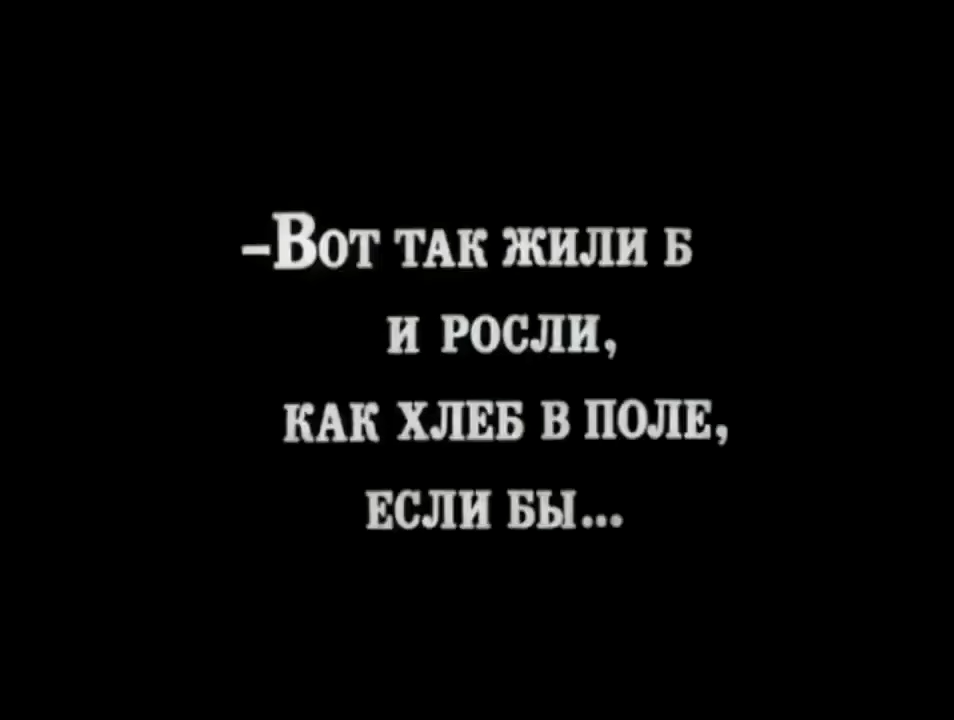 -Вот так жили б
и росли,
как хлеб в поле,
если бы...